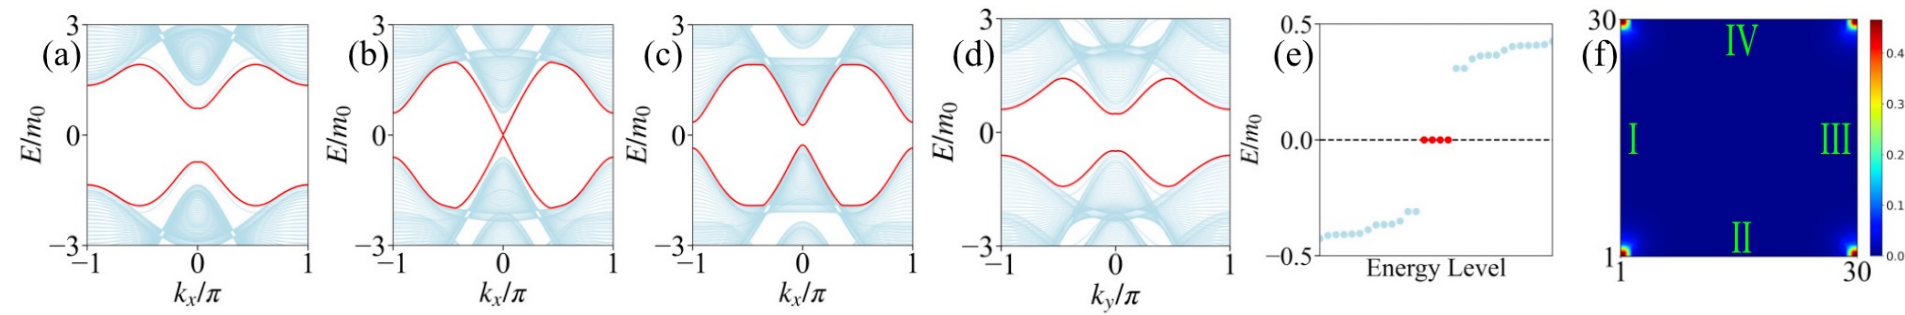 (a)
3
0
−3
E/m₀
−1
0
1
kₓ/π
(b)
3
0
−3
E/m₀
−1
0
1
kₓ/π
(c)
3
0
−3
E/m₀
−1
0
1
kₓ/π
(d)
3
0
−3
E/m₀
−1
0
1
k_y/π
(e)
0.5
0.0
−0.5
E/m₀
Energy Level
(f)
30
1
1
30
IV
I
III
II
0.4
0.3
0.2
0.1
0.0